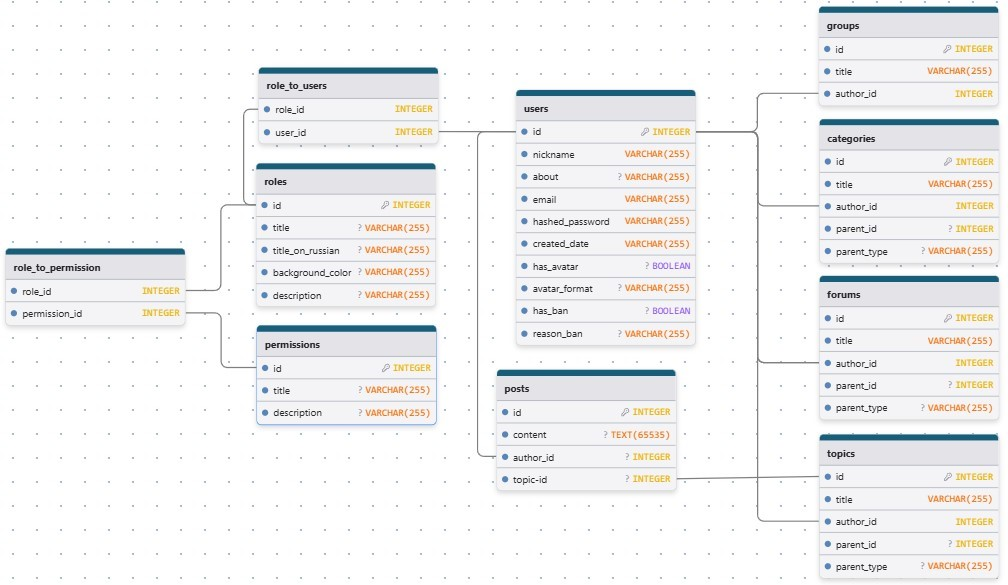 role_to_permission
role_id INTEGER
permission_id INTEGER
role_to_users
role_id INTEGER
user_id INTEGER
roles
id INTEGER
title ? VARCHAR(255)
title_on_russian ? VARCHAR(255)
background_color ? VARCHAR(255)
description ? VARCHAR(255)
permissions
id INTEGER
title ? VARCHAR(255)
description ? VARCHAR(255)
users
id INTEGER
nickname VARCHAR(255)
about ? VARCHAR(255)
email VARCHAR(255)
hashed_password VARCHAR(255)
created_date VARCHAR(255)
has_avatar ? BOOLEAN
avatar_format ? VARCHAR(255)
has_ban ? BOOLEAN
reason_ban ? VARCHAR(255)
posts
id INTEGER
content ? TEXT(65535)
author_id ? INTEGER
topic-id ? INTEGER
groups
id INTEGER
title VARCHAR(255)
author_id INTEGER
categories
id INTEGER
title VARCHAR(255)
author_id INTEGER
parent_id ? INTEGER
parent_type ? VARCHAR(255)
forums
id INTEGER
title VARCHAR(255)
author_id INTEGER
parent_id ? INTEGER
parent_type ? VARCHAR(255)
topics
id INTEGER
title VARCHAR(255)
author_id INTEGER
parent_id ? INTEGER
parent_type ? VARCHAR(255)